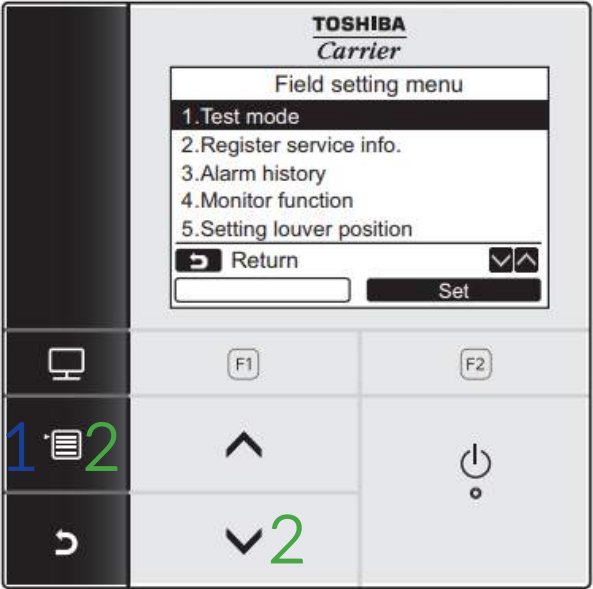 TOSHIBA
Carrier
Field setting menu
1.Test mode
2.Register service info.
3.Alarm history
4.Monitor function
5.Setting louver position
Return
Set
F1
F2
1 2
2